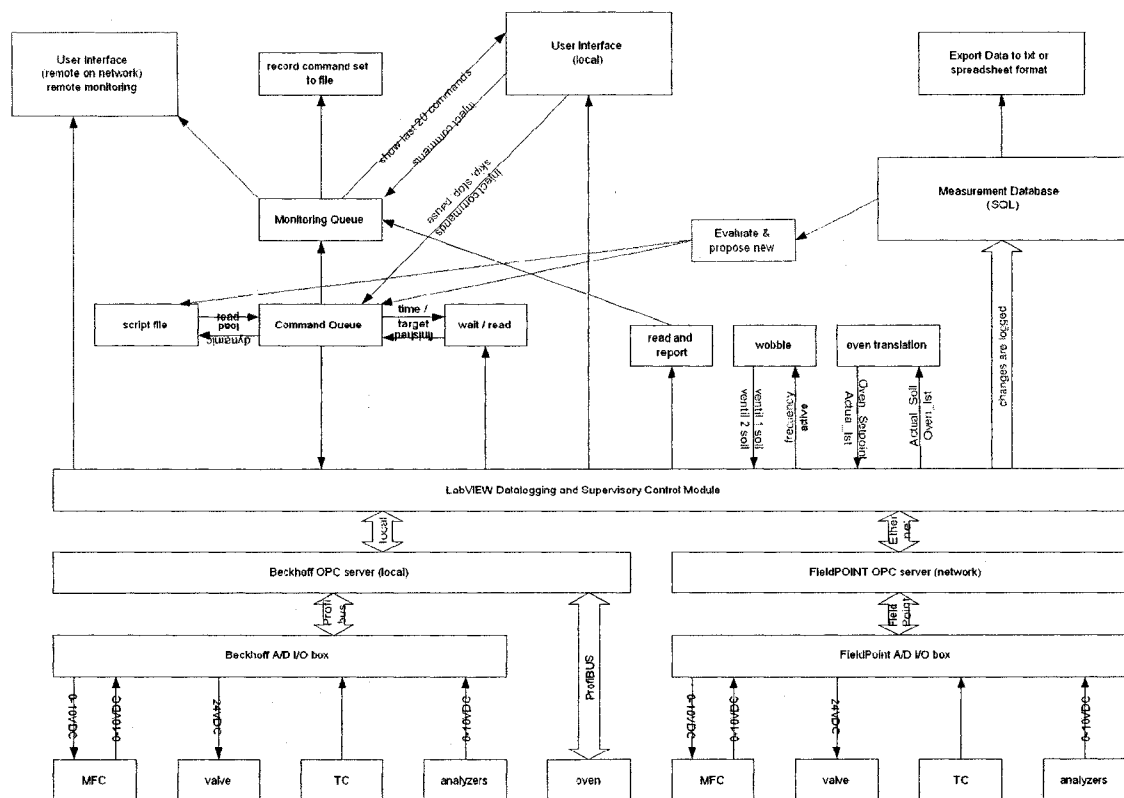 User Interface
(remote on network)
remote monitoring
record command set
to file
User Interface
(local)
Export Data to txt or
spreadsheet format
shows last 20 commands
inject comments
inject commands
skip, stop, pause
Monitoring Queue
Measurement Database
(SQL)
Evaluate &
propose new
script file
read
load
dynamic
Command Queue
time /
target
finished
wait / read
read and
report
wobble
oven translation
changes are logged
ventil 1 soll
ventil 2 soll
frequency
active
Oven_Setpoint
Actual_Ist
Actual_Soll
Oven_Ist
LabVIEW Datalogging and Supervisory Control Module
local
Ether
net
Beckhoff OPC server (local)
FieldPOINT OPC server (network)
Profi
bus
Field
Point
Beckhoff A/D I/O box
ProfiBUS
FieldPoint A/D I/O box
0-10VDC
0-10VDC
24VDC
0-10VDC
0-10VDC
0-10VDC
24VDC
0-10VDC
MFC
valve
TC
analyzers
oven
MFC
valve
TC
analyzers